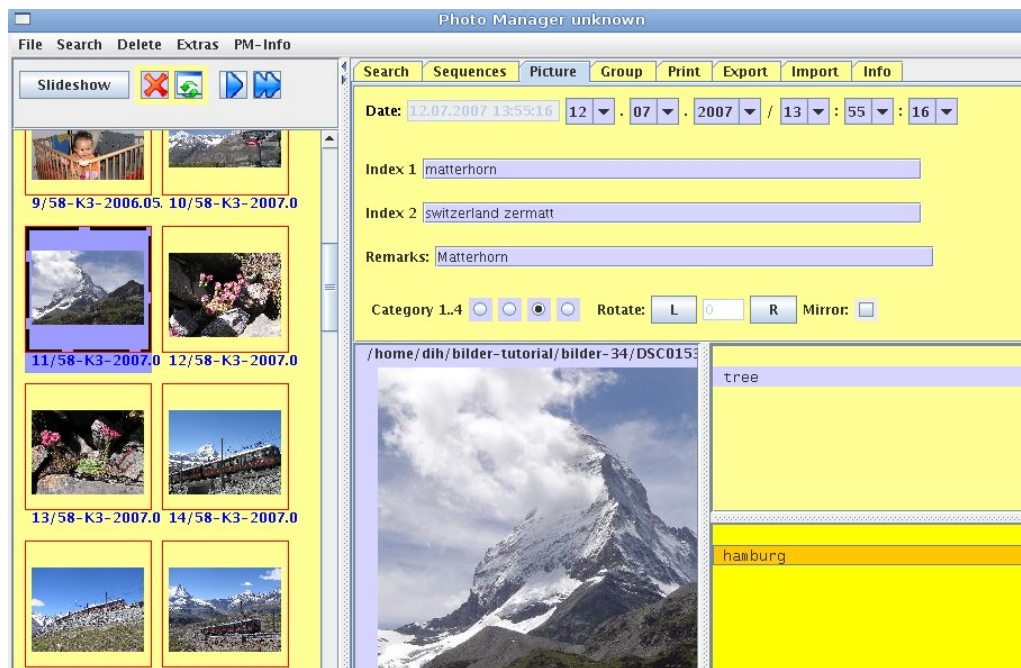 Photo Manager unknown
File Search Delete Extras PM-Info
Slideshow
Search Sequences Picture Group Print Export Import Info
Date: 12.07.2007 13:55:16 12 . 07 . 2007 / 13 : 55 : 16
Index 1 matterhorn
Index 2 switzerland zermatt
Remarks: Matterhorn
Category 1..4 Rotate: L 0 R Mirror:
9/58-K3-2006.05. 10/58-K3-2007.0
11/58-K3-2007.0 12/58-K3-2007.0
13/58-K3-2007.0 14/58-K3-2007.0
/home/dih/bilder-tutorial/bilder-34/DSC0153
tree
hamburg